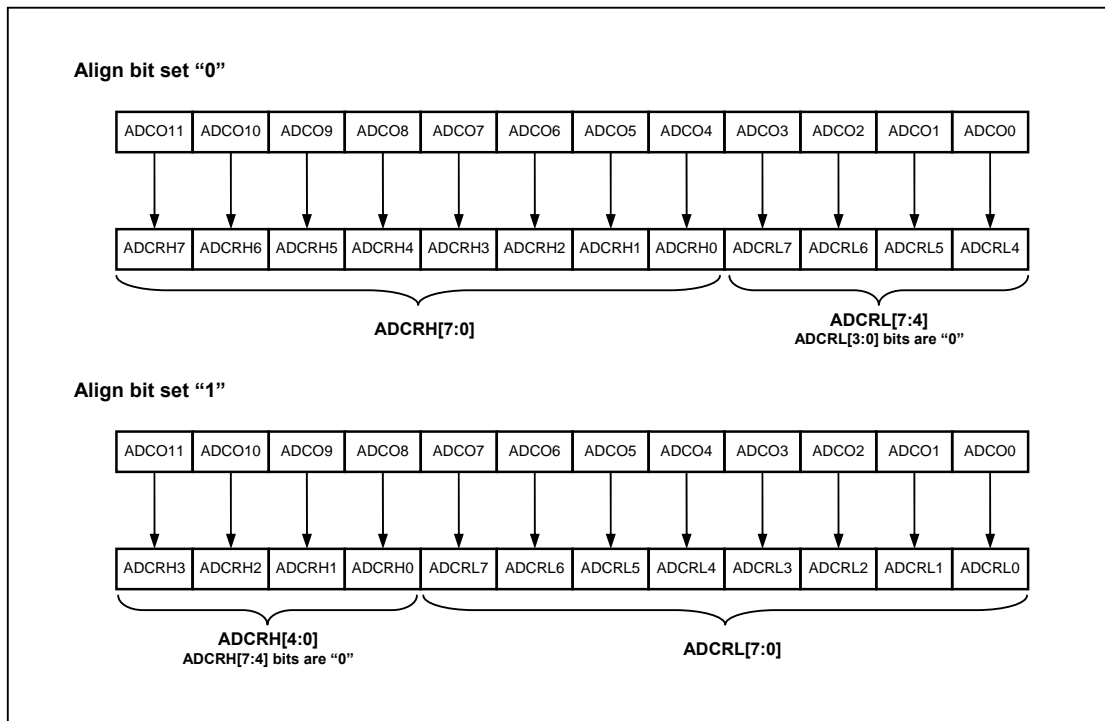 Align bit set “0”
ADCO11 ADCO10 ADCO9 ADCO8 ADCO7 ADCO6 ADCO5 ADCO4 ADCO3 ADCO2 ADCO1 ADCO0
ADCRH7 ADCRH6 ADCRH5 ADCRH4 ADCRH3 ADCRH2 ADCRH1 ADCRH0 ADCRL7 ADCRL6 ADCRL5 ADCRL4
ADCRH[7:0]
ADCRL[7:4]
ADCRL[3:0] bits are “0”
Align bit set “1”
ADCO11 ADCO10 ADCO9 ADCO8 ADCO7 ADCO6 ADCO5 ADCO4 ADCO3 ADCO2 ADCO1 ADCO0
ADCRH3 ADCRH2 ADCRH1 ADCRH0 ADCRL7 ADCRL6 ADCRL5 ADCRL4 ADCRL3 ADCRL2 ADCRL1 ADCRL0
ADCRH[4:0]
ADCRH[7:4] bits are “0”
ADCRL[7:0]